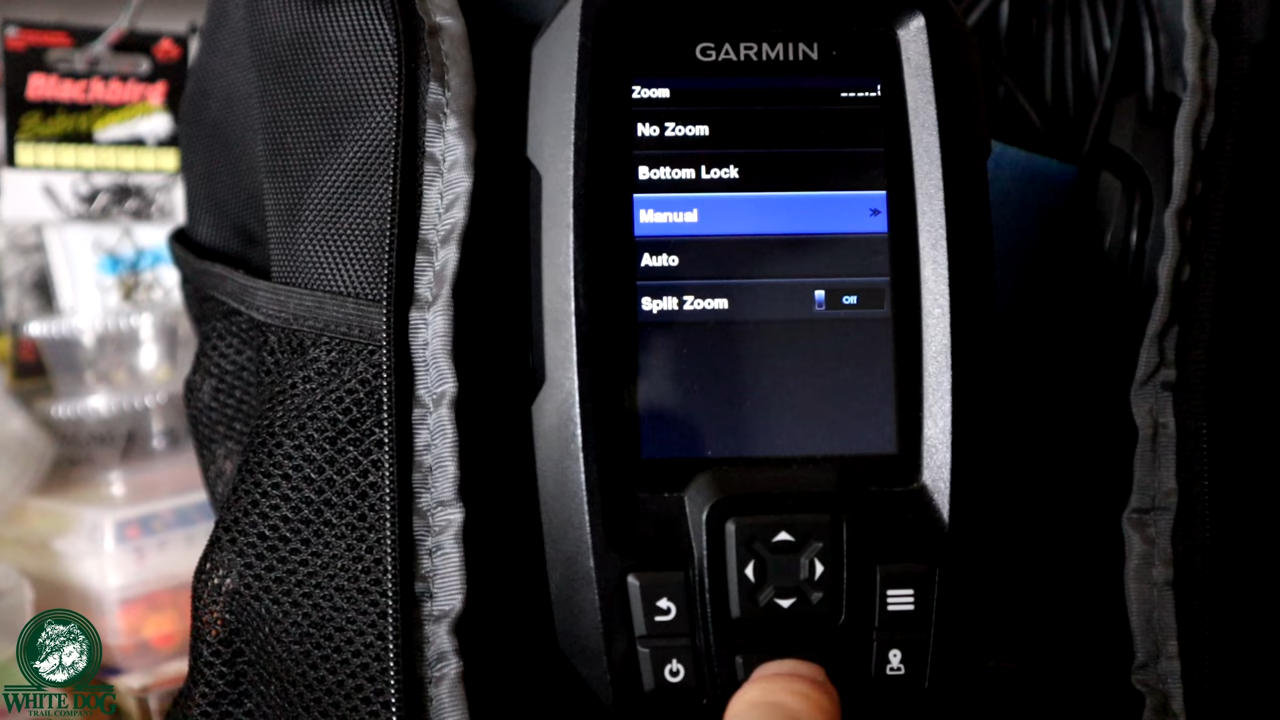 GARMIN
Zoom
No Zoom
Bottom Lock
Manual
Auto
Split Zoom
Off
Blackbird
WHITE DOG
TRAIL COMPANY